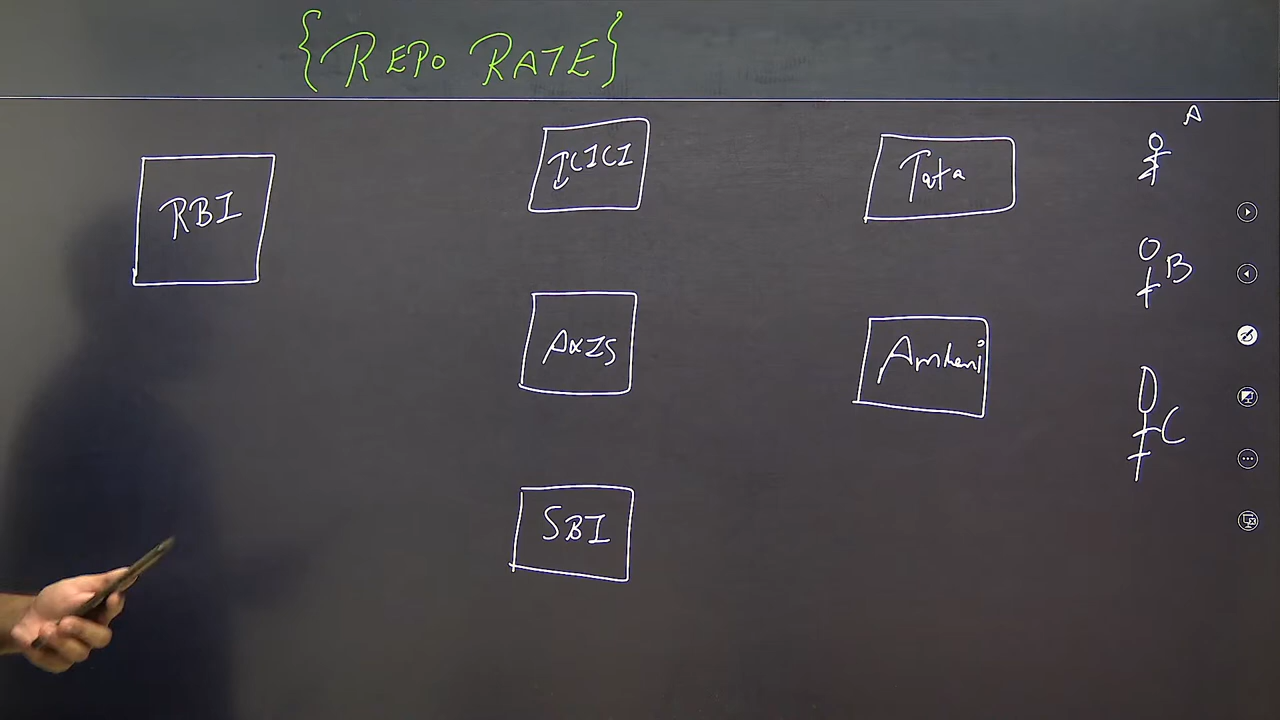 {REPO RATE}
RBI
ICICI
AXIS
SBI
Tata
Ambani
A
B
C